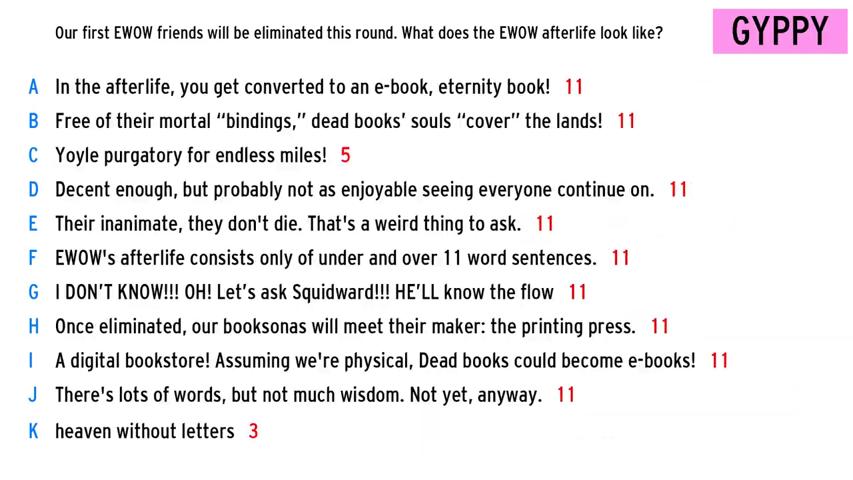 Our first EWOW friends will be eliminated this round. What does the EWOW afterlife look like?
GYPPY
A In the afterlife, you get converted to an e-book, eternity book! 11
B Free of their mortal “bindings,” dead books’ souls “cover” the lands! 11
C Yoyle purgatory for endless miles! 5
D Decent enough, but probably not as enjoyable seeing everyone continue on. 11
E Their inanimate, they don't die. That's a weird thing to ask. 11
F EWOW's afterlife consists only of under and over 11 word sentences. 11
G I DON’T KNOW!!! OH! Let’s ask Squidward!!! HE’LL know the flow 11
H Once eliminated, our booksonas will meet their maker: the printing press. 11
I A digital bookstore! Assuming we're physical, Dead books could become e-books! 11
J There's lots of words, but not much wisdom. Not yet, anyway. 11
K heaven without letters 3